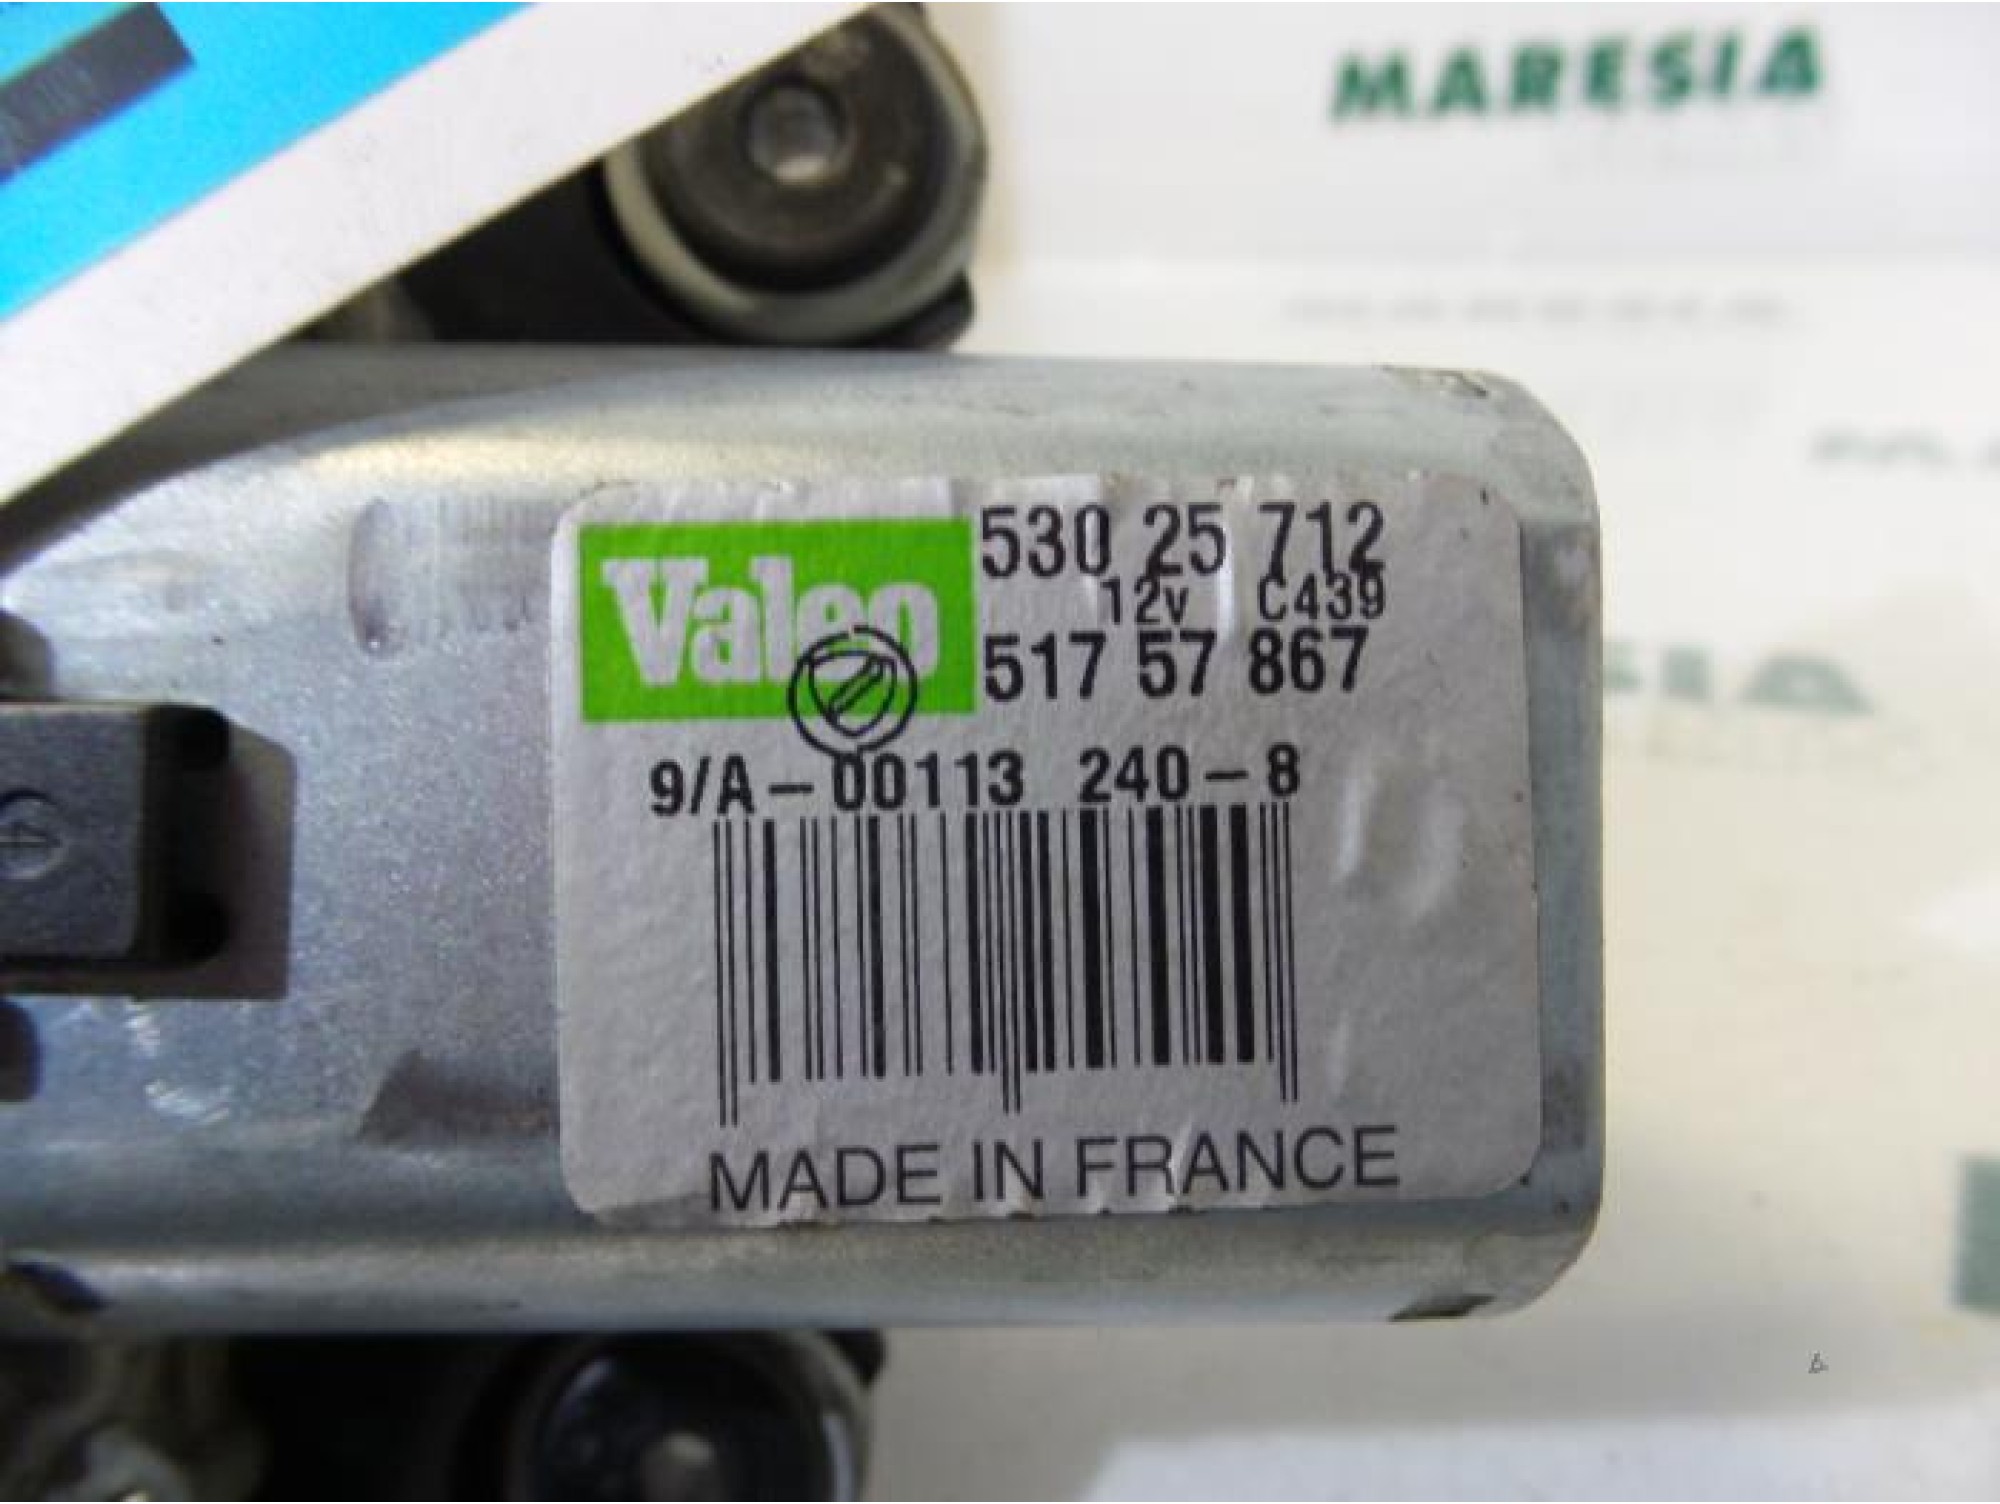 MARESIA
Valeo
530 25 712
12v C439
517 57 867
9/A-00113 240-8
MADE IN FRANCE